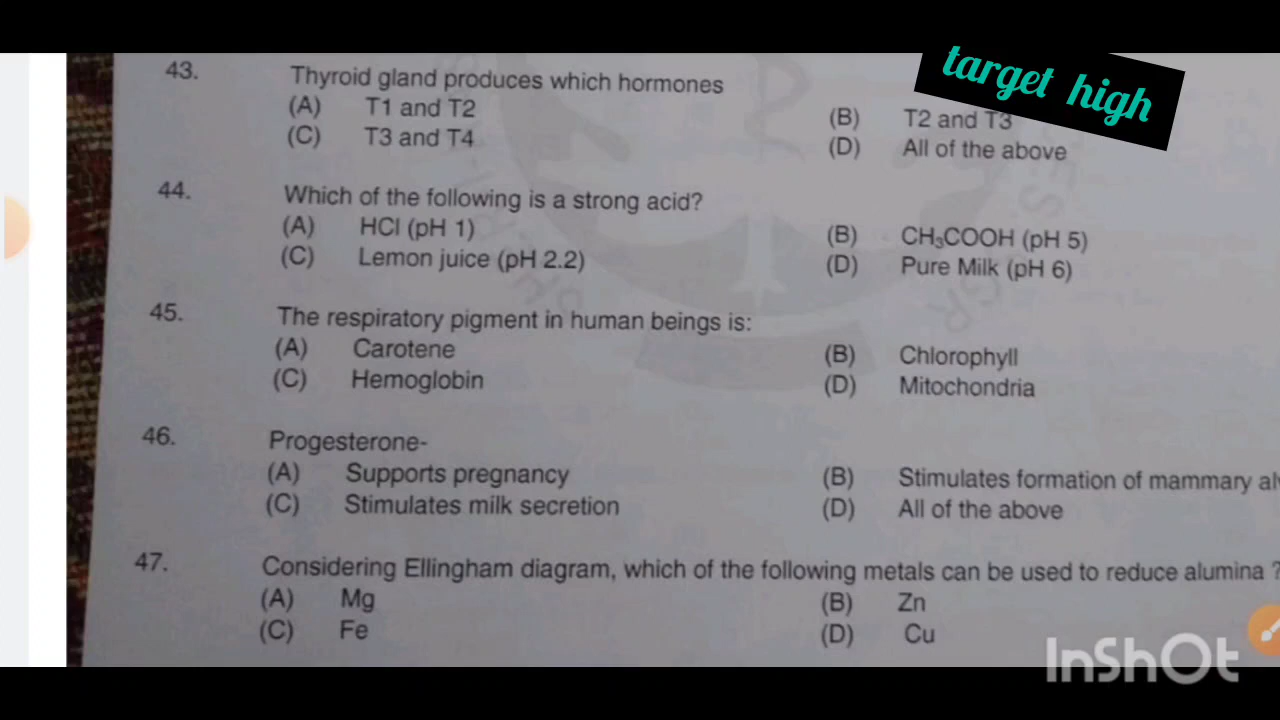 target high
43. Thyroid gland produces which hormones
(A) T1 and T2 (B) T2 and T3
(C) T3 and T4 (D) All of the above
44. Which of the following is a strong acid?
(A) HCl (pH 1) (B) CH₃COOH (pH 5)
(C) Lemon juice (pH 2.2) (D) Pure Milk (pH 6)
45. The respiratory pigment in human beings is:
(A) Carotene (B) Chlorophyll
(C) Hemoglobin (D) Mitochondria
46. Progesterone-
(A) Supports pregnancy (B) Stimulates formation of mammary
(C) Stimulates milk secretion (D) All of the above
47. Considering Ellingham diagram, which of the following metals can be used to reduce alumina ?
(A) Mg (B) Zn
(C) Fe (D) Cu
InShOt